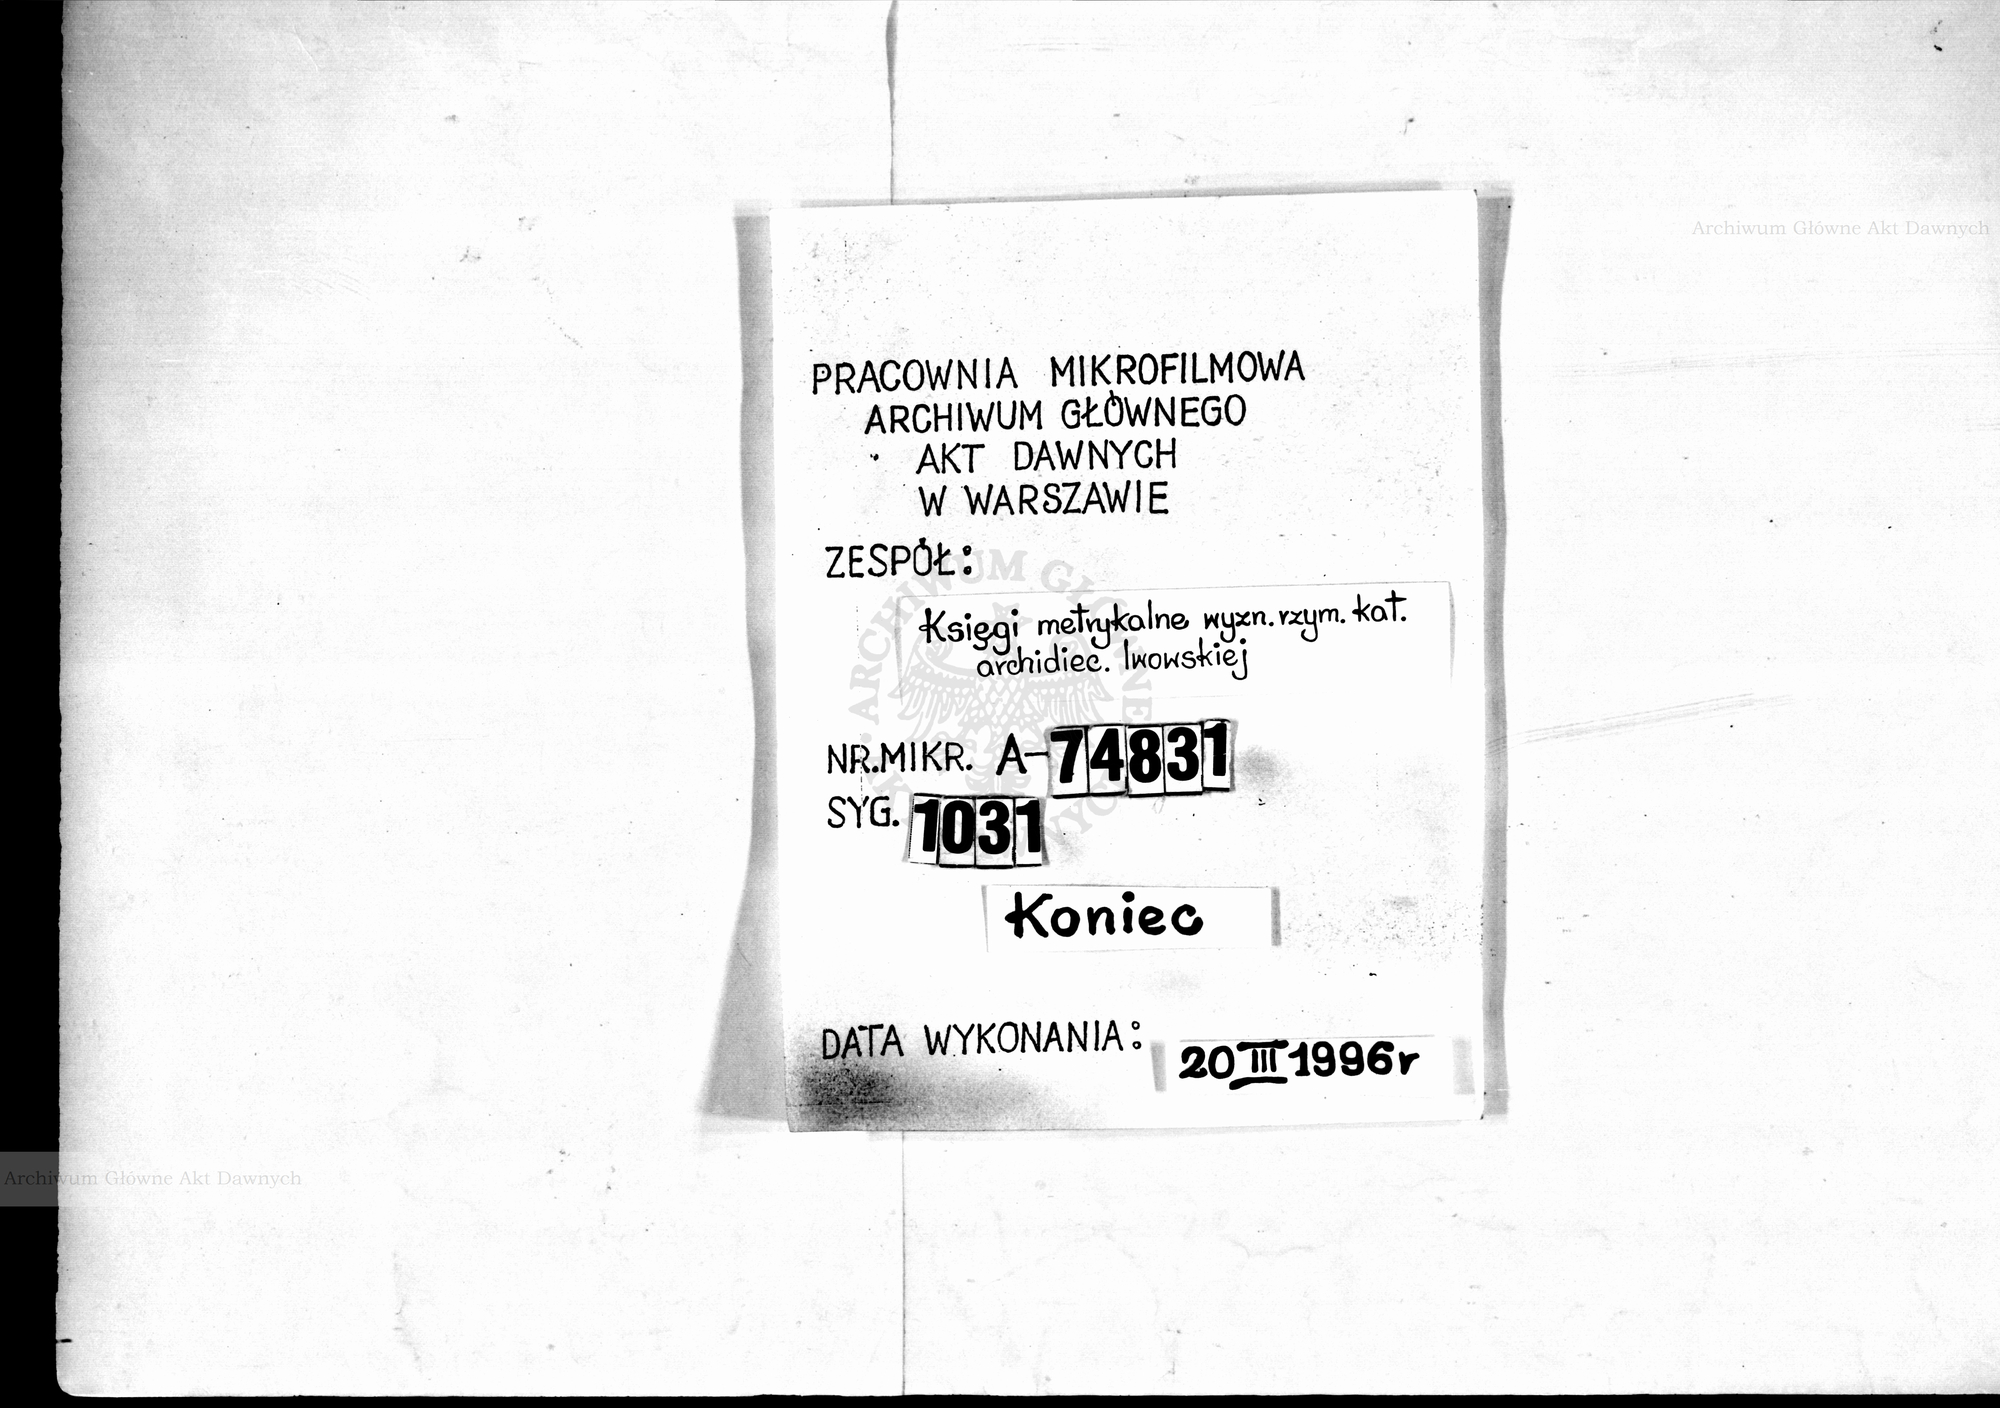 PRACOWNIA MIKROFILMOWA
ARCHIWUM GŁÓWNEGO
AKT DAWNYCH
W WARSZAWIE
ZESPÓŁ:
Księgi metrykalne wyzn. rzym. kat.
archidiec. lwowskiej
NR. MIKR. A-74831
SYG. 1031
Koniec
DATA WYKONANIA: 20 III 1996 r
Archiwum Główne Akt Dawnych
Archiwum Główne Akt Dawnych